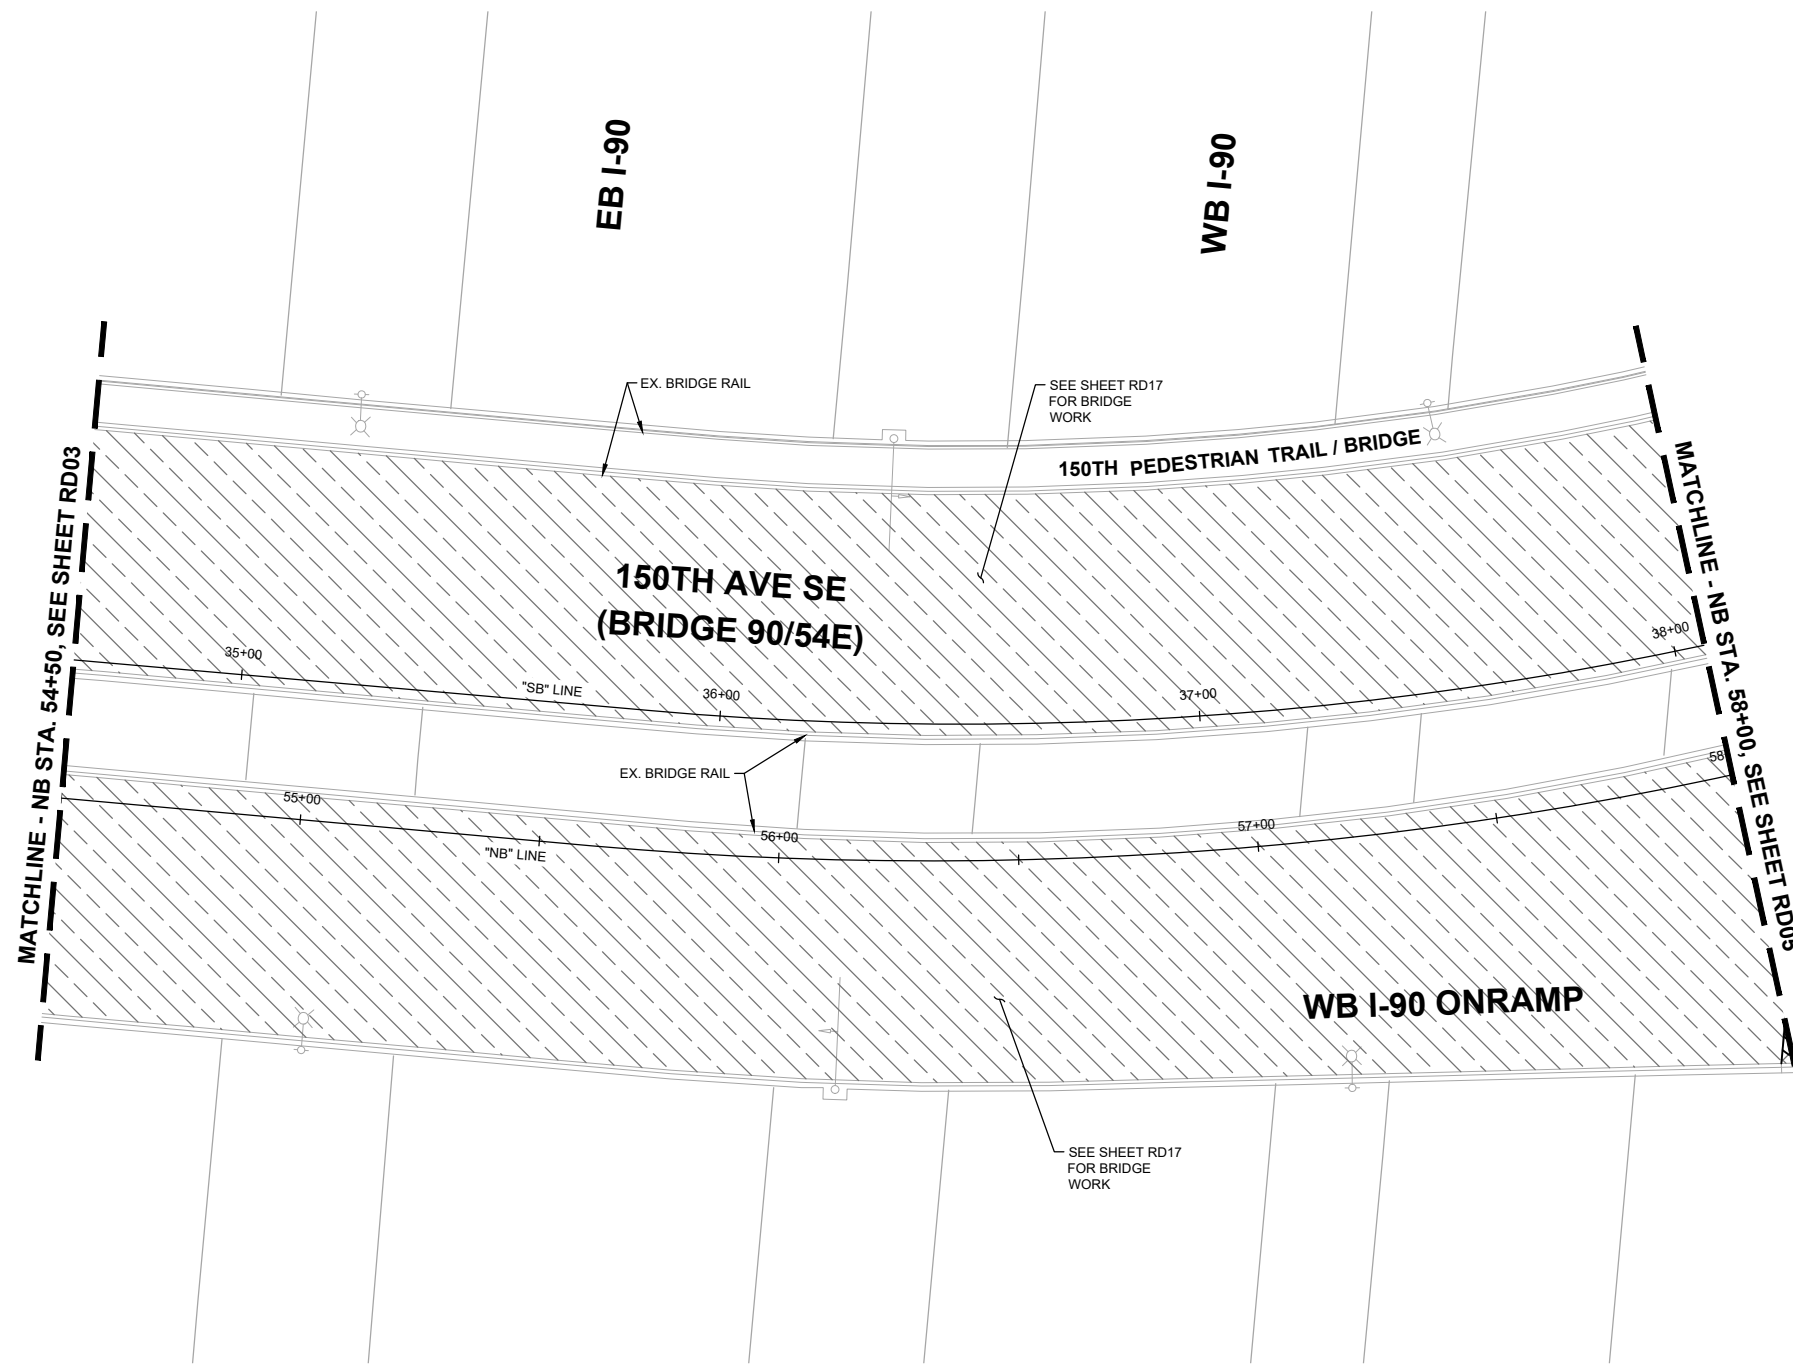 EB I-90
WB I-90
EX. BRIDGE RAIL
SEE SHEET RD17
FOR BRIDGE
WORK
150TH PEDESTRIAN TRAIL / BRIDGE
MATCHLINE - NB STA. 54+50, SEE SHEET RD03
MATCHLINE - NB STA. 58+00, SEE SHEET RD05
150TH AVE SE
(BRIDGE 90/54E)
35+00
"SB" LINE
36+00
37+00
38+00
EX. BRIDGE RAIL
55+00
"NB" LINE
56+00
57+00
58
WB I-90 ONRAMP
SEE SHEET RD17
FOR BRIDGE
WORK